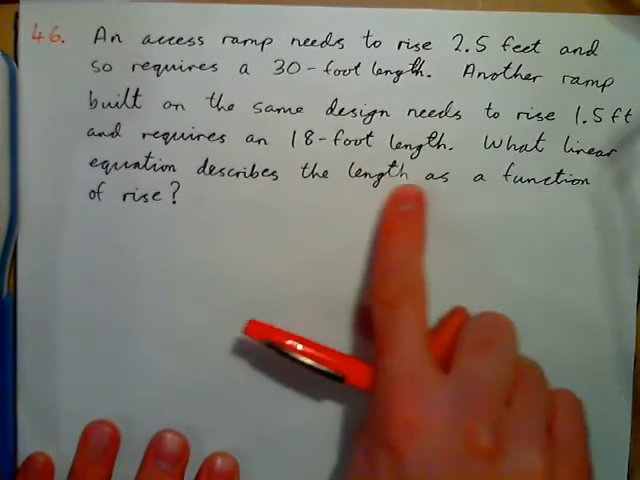 46. An access ramp needs to rise 2.5 feet and
so requires a 30-foot length. Another ramp
built on the same design needs to rise 1.5 ft
and requires an 18-foot length. What linear
equation describes the length as a function
of rise?